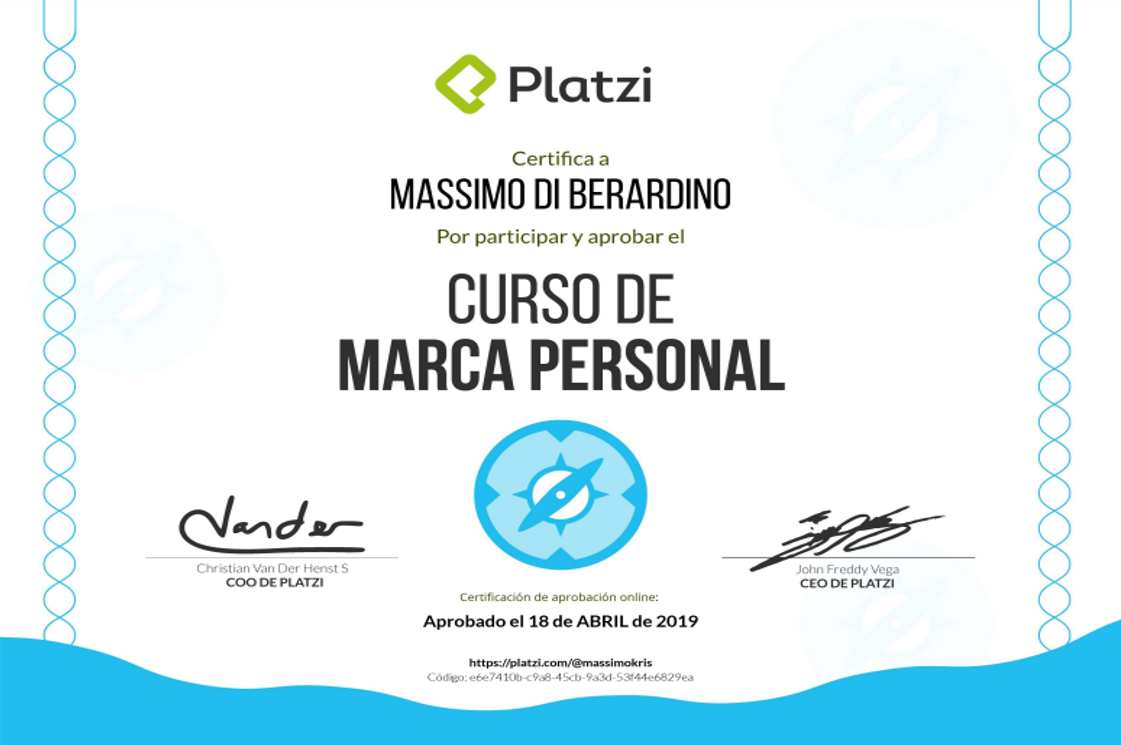 Platzi
Certifica a
MASSIMO DI BERARDINO
Por participar y aprobar el
CURSO DE
MARCA PERSONAL
Vander
Christian Van Der Henst S
COO DE PLATZI
John Freddy Vega
CEO DE PLATZI
Certificación de aprobación online:
Aprobado el 18 de ABRIL de 2019
https://platzi.com/@massimokris
Código: e6e7410b-c9a8-45cb-9a3d-53f44e6829ea